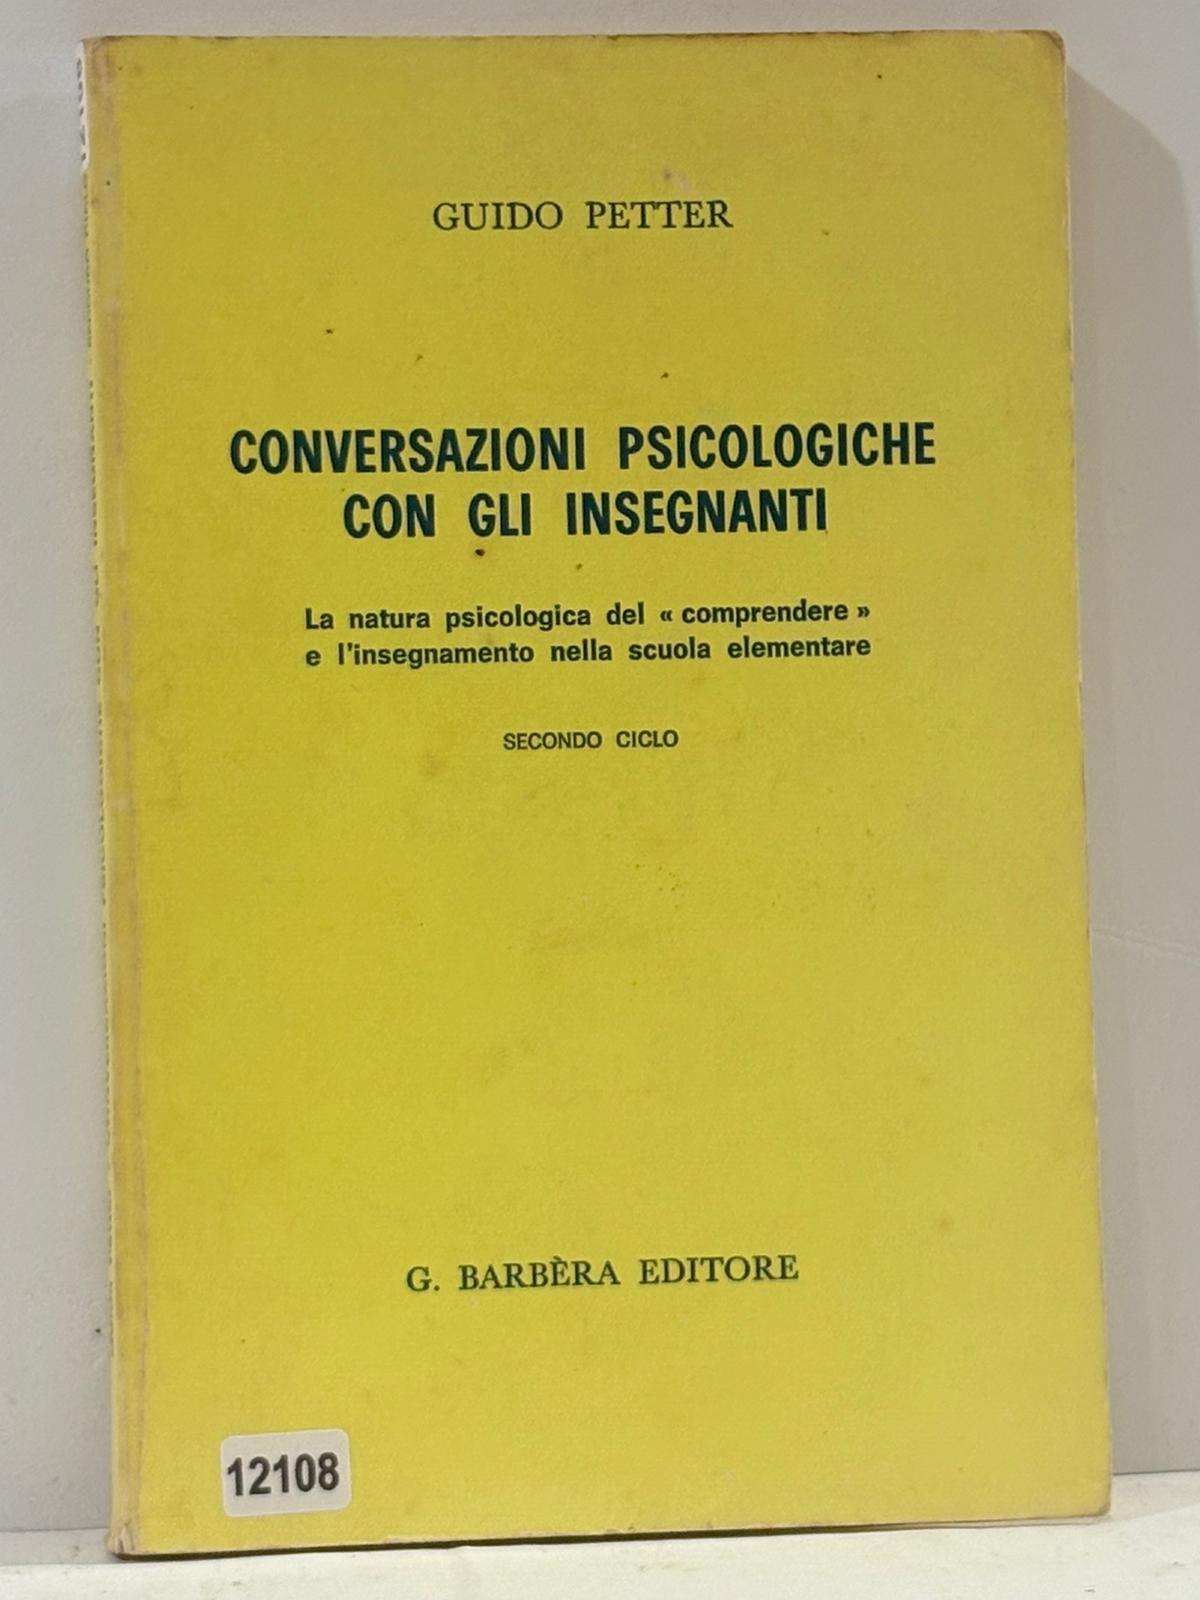 GUIDO PETTER
CONVERSAZIONI PSICOLOGICHE
CON GLI INSEGNANTI
La natura psicologica del « comprendere »
e l'insegnamento nella scuola elementare
SECONDO CICLO
G. BARBÈRA EDITORE
12108